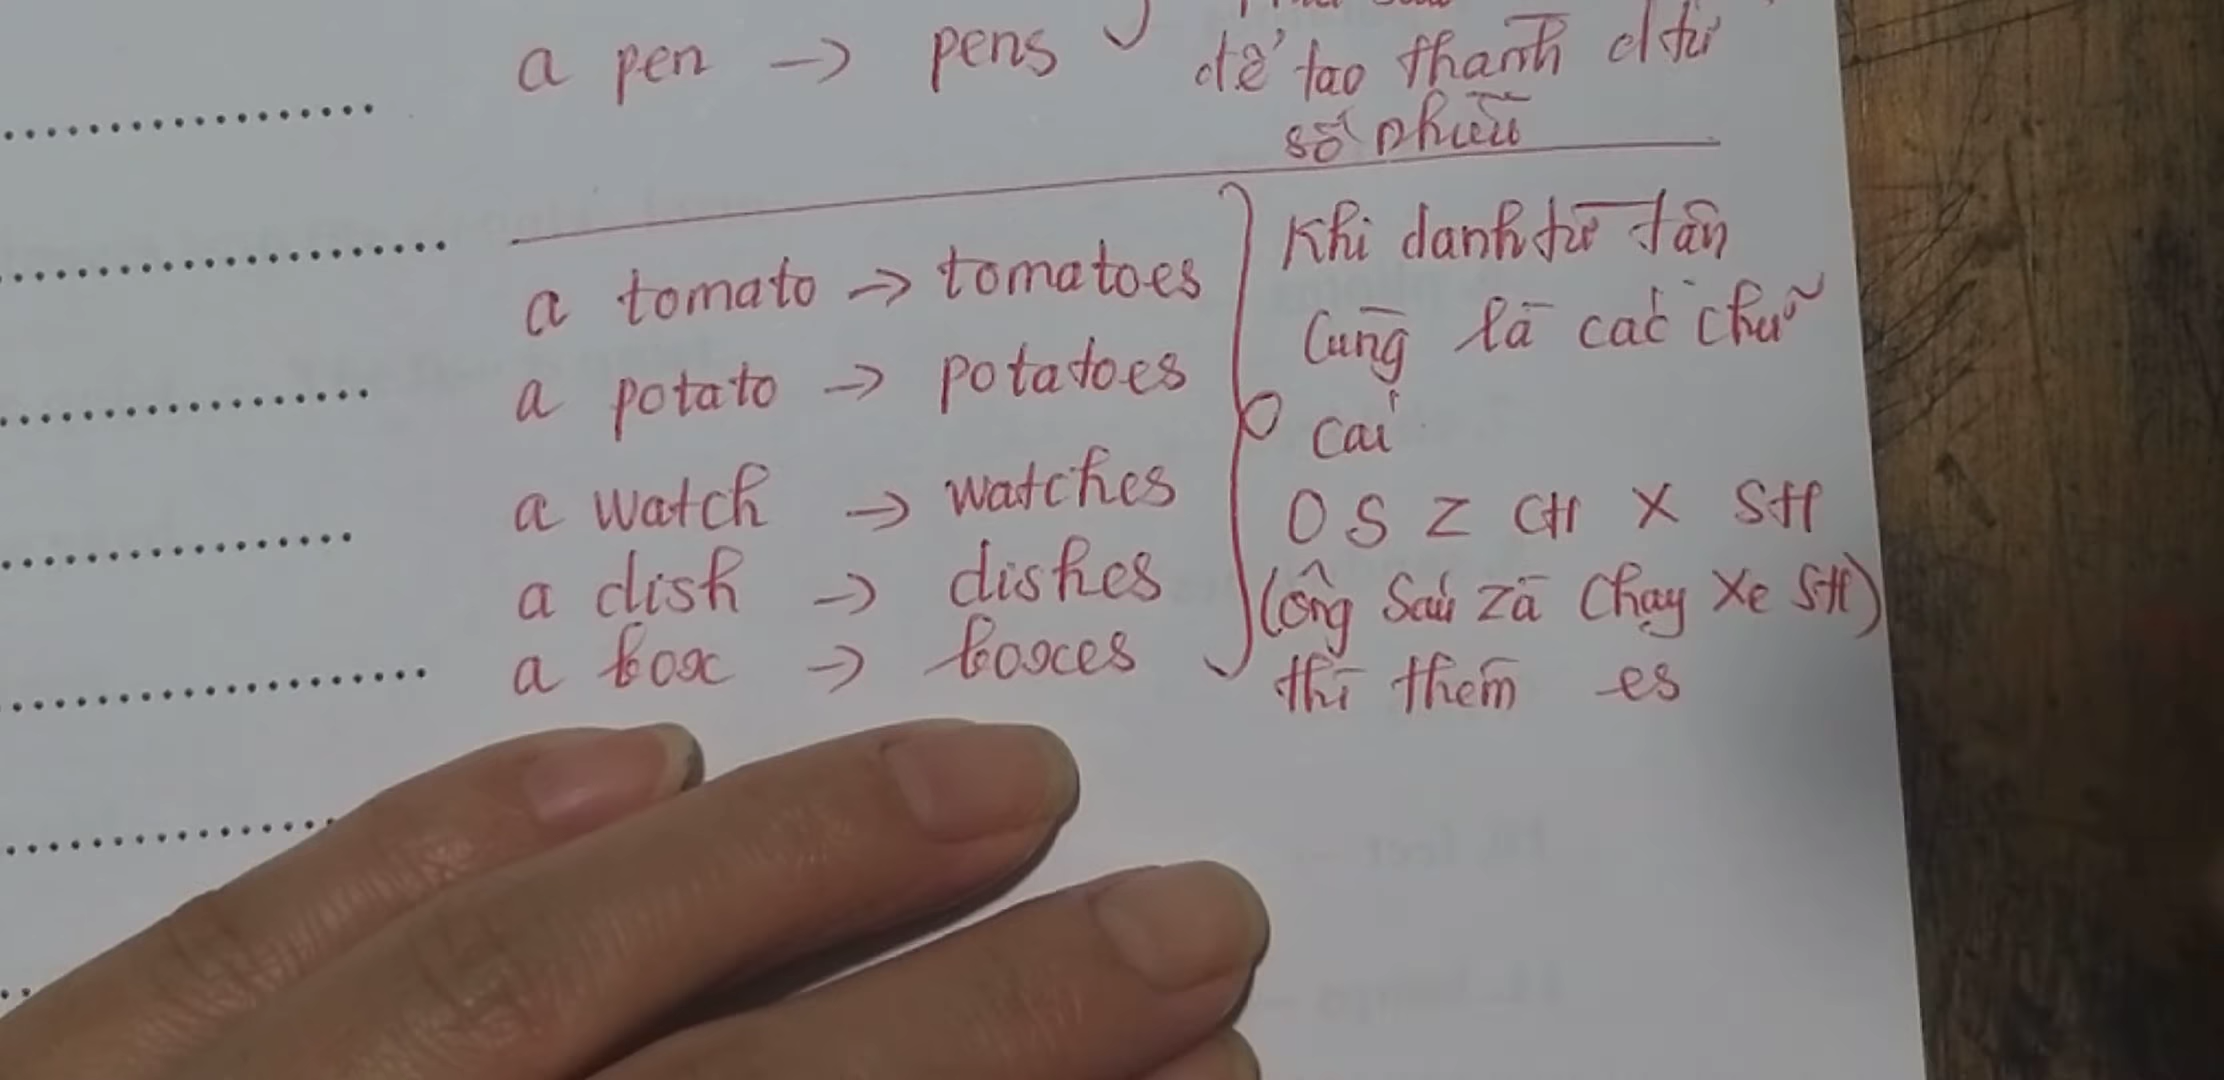 a pen → pens
để tạo thành dtừ
số nhiều
a tomato → tomatoes
a potato → potatoes
a watch → watches
a dish → dishes
a box → boxes
Khi danh từ tận
cùng là các chữ
cái
O S Z CH X SH
(ông Sáu zà chạy xe SH)
thì thêm es